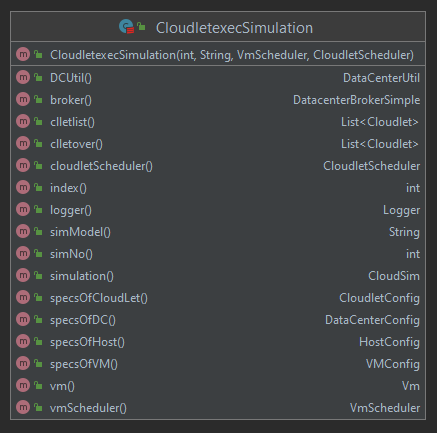 CloudletexecSimulation
CloudletexecSimulation(int, String, VmScheduler, CloudletScheduler)
DCUtil() DataCenterUtil
broker() DatacenterBrokerSimple
clletlist() List<Cloudlet>
clletover() List<Cloudlet>
cloudletScheduler() CloudletScheduler
index() int
logger() Logger
simModel() String
simNo() int
simulation() CloudSim
specsOfCloudLet() CloudletConfig
specsOfDC() DataCenterConfig
specsOfHost() HostConfig
specsOfVM() VMConfig
vm() Vm
vmScheduler() VmScheduler